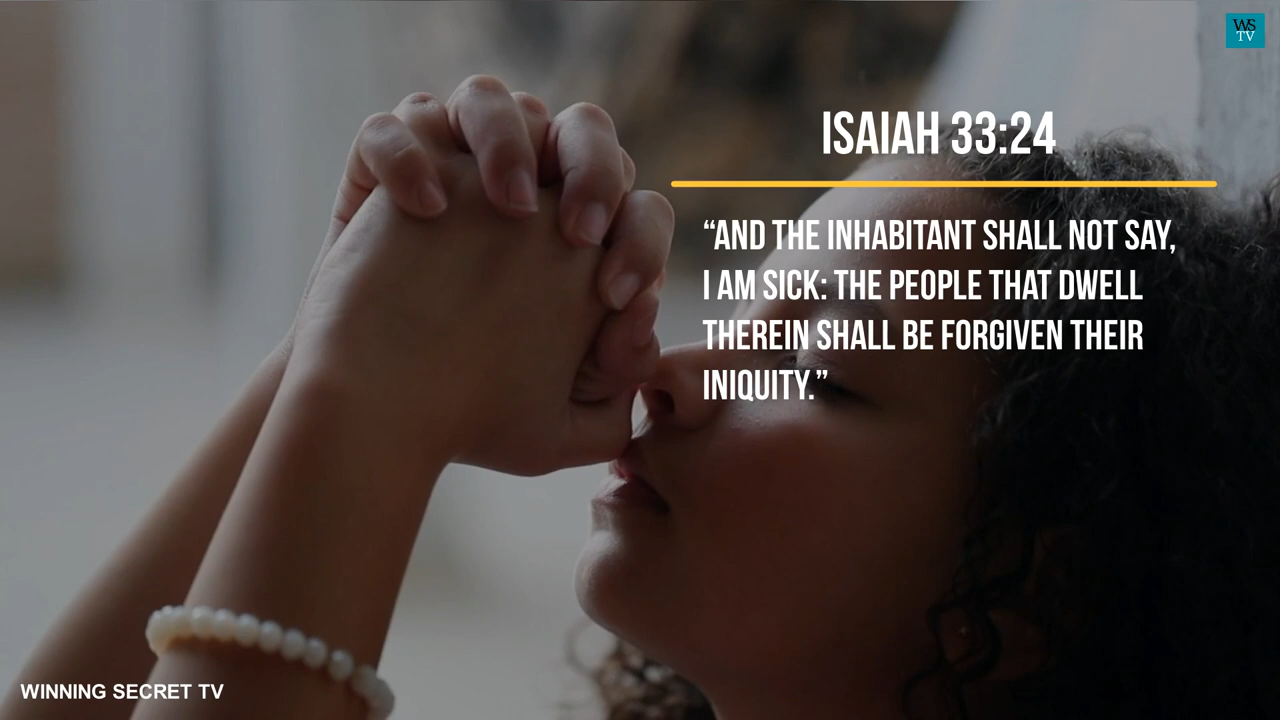 WS
TV
ISAIAH 33:24
“AND THE INHABITANT SHALL NOT SAY,
I AM SICK: THE PEOPLE THAT DWELL
THEREIN SHALL BE FORGIVEN THEIR
INIQUITY.”
WINNING SECRET TV